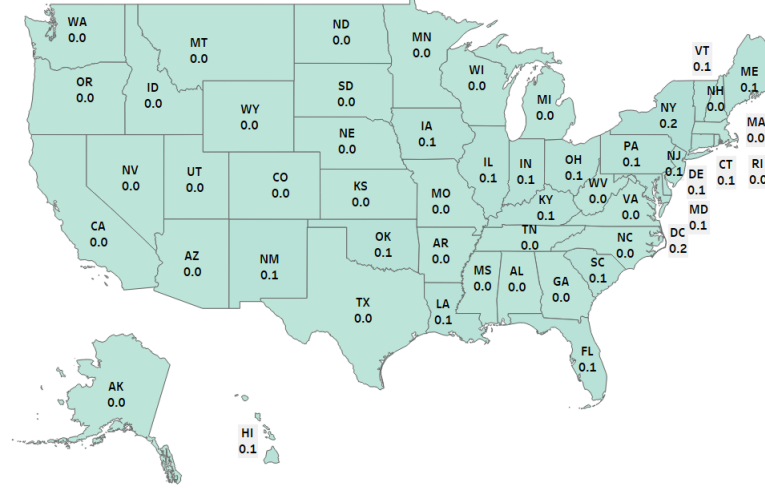 WA
0.0
MT
0.0
ND
0.0
MN
0.0
VT
0.1
OR
0.0
ID
0.0
WY
0.0
SD
0.0
WI
0.0
MI
0.0
NY
0.2
NH
0.0
ME
0.1
MA
0.0
NV
0.0
UT
0.0
CO
0.0
NE
0.0
IA
0.1
IL
0.1
IN
0.1
OH
0.1
PA
0.1
NJ
0.1
CT
0.1
RI
0.0
CA
0.0
KS
0.0
MO
0.0
KY
0.1
WV
0.0
VA
0.0
DE
0.1
MD
0.1
DC
0.2
AZ
0.0
NM
0.1
OK
0.1
AR
0.0
TN
0.0
NC
0.0
SC
0.1
TX
0.0
LA
0.1
MS
0.0
AL
0.0
GA
0.0
FL
0.1
AK
0.0
HI
0.1